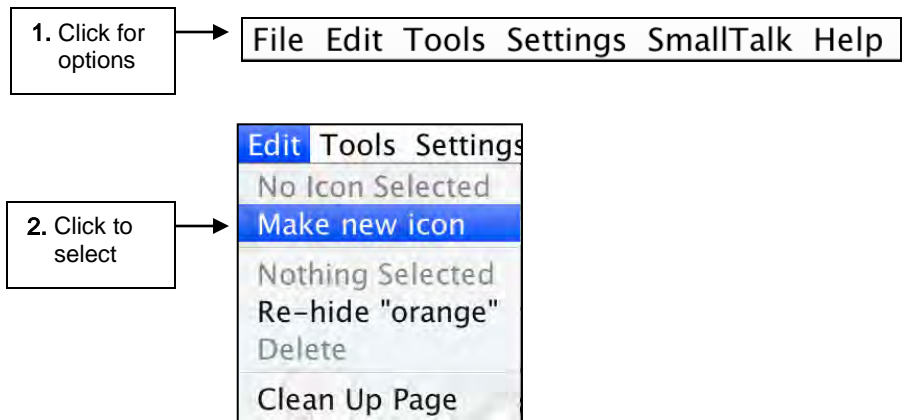 1. Click for
options
File Edit Tools Settings SmallTalk Help
Edit Tools Settings
No Icon Selected
Make new icon
2. Click to
select
Nothing Selected
Re-hide "orange"
Delete
Clean Up Page